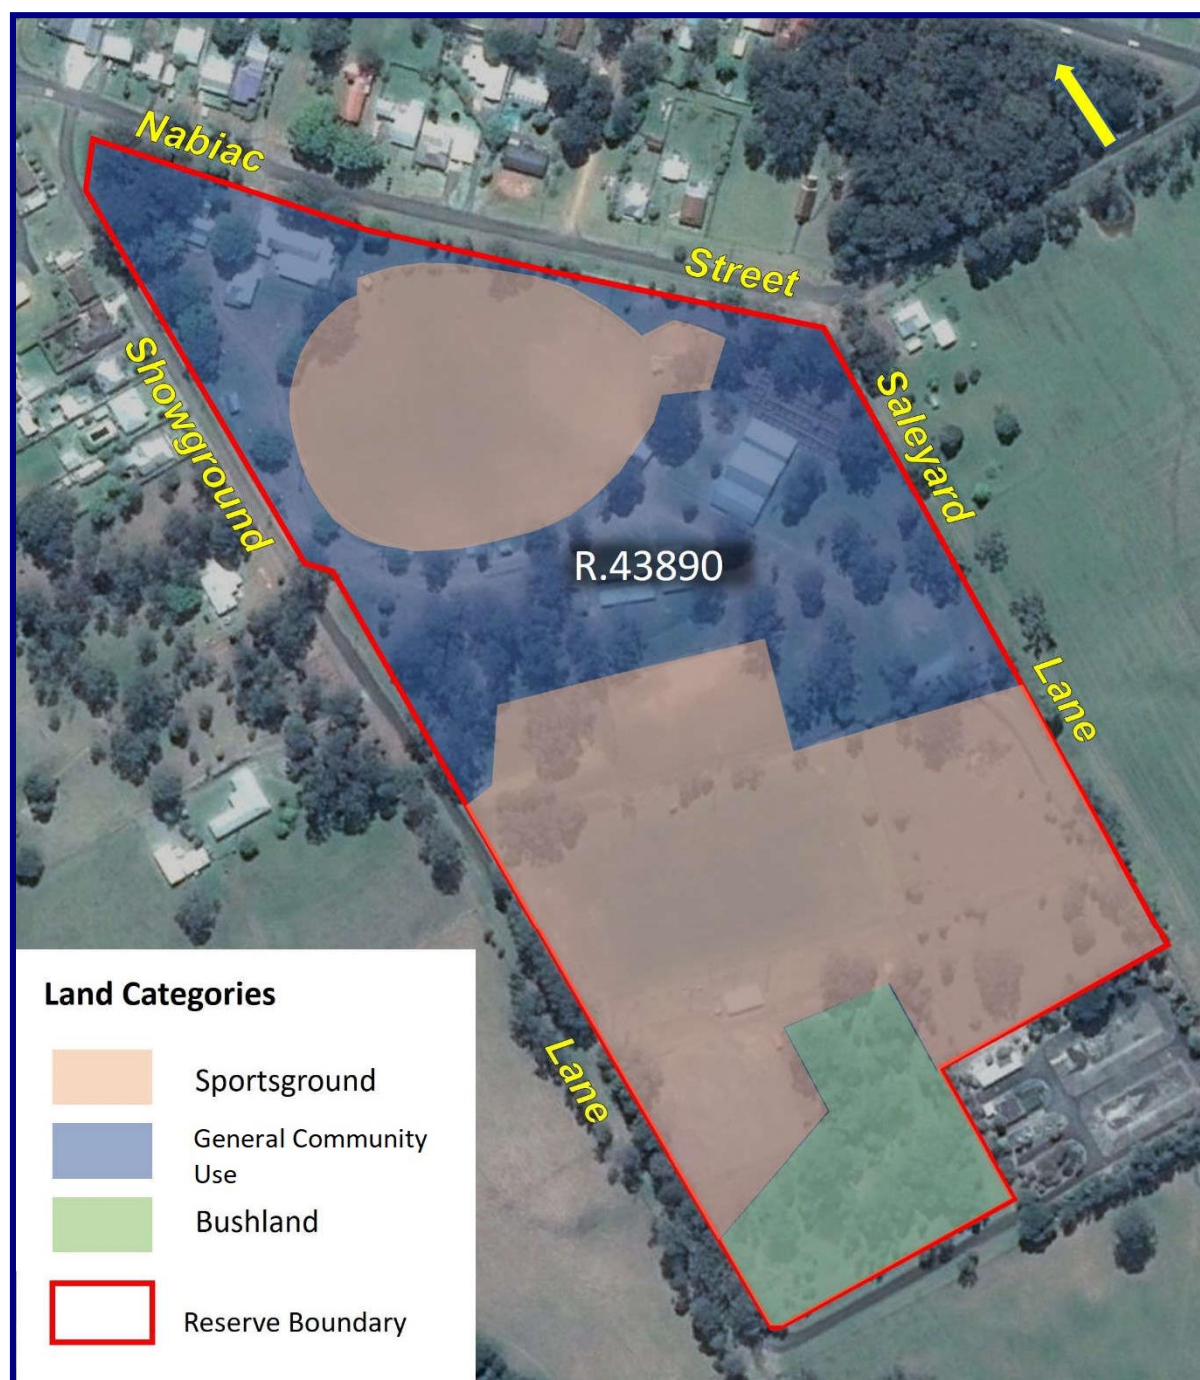 Nabiac
Street
Showground
Saleyard
R.43890
Lane
Lane
Land Categories
Sportsground
General Community
Use
Bushland
Reserve Boundary